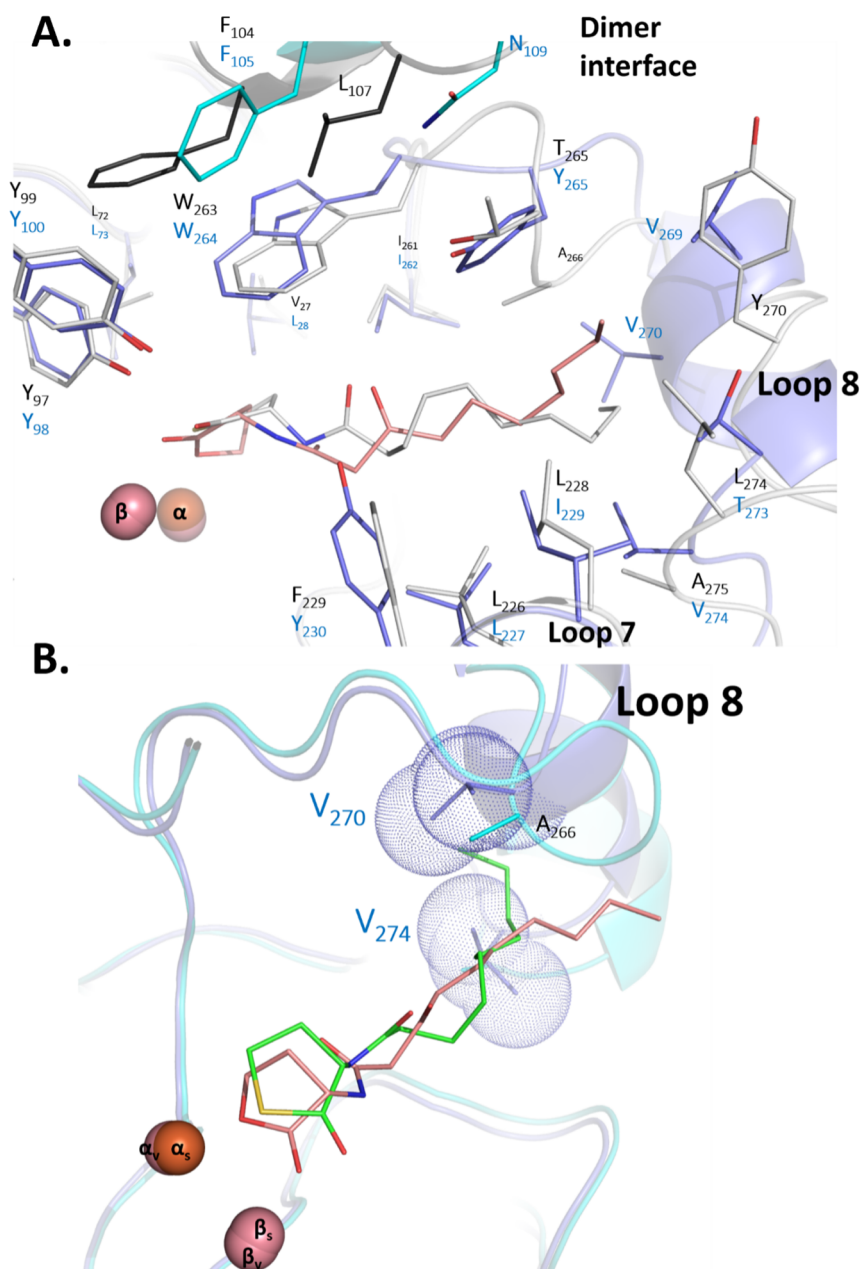 A.
F104
F105
L107
N109
Dimer
interface
T265
Y265
Y99
Y100
L72
L73
W263
W264
I261
I262
V269
A266
V27
L28
Y270
V270
Loop 8
Y97
Y98
β
α
L228
I229
L274
T273
F229
Y230
L226
L227
A275
V274
Loop 7
B.
Loop 8
V270
A266
V274
αv
αs
βs
βv